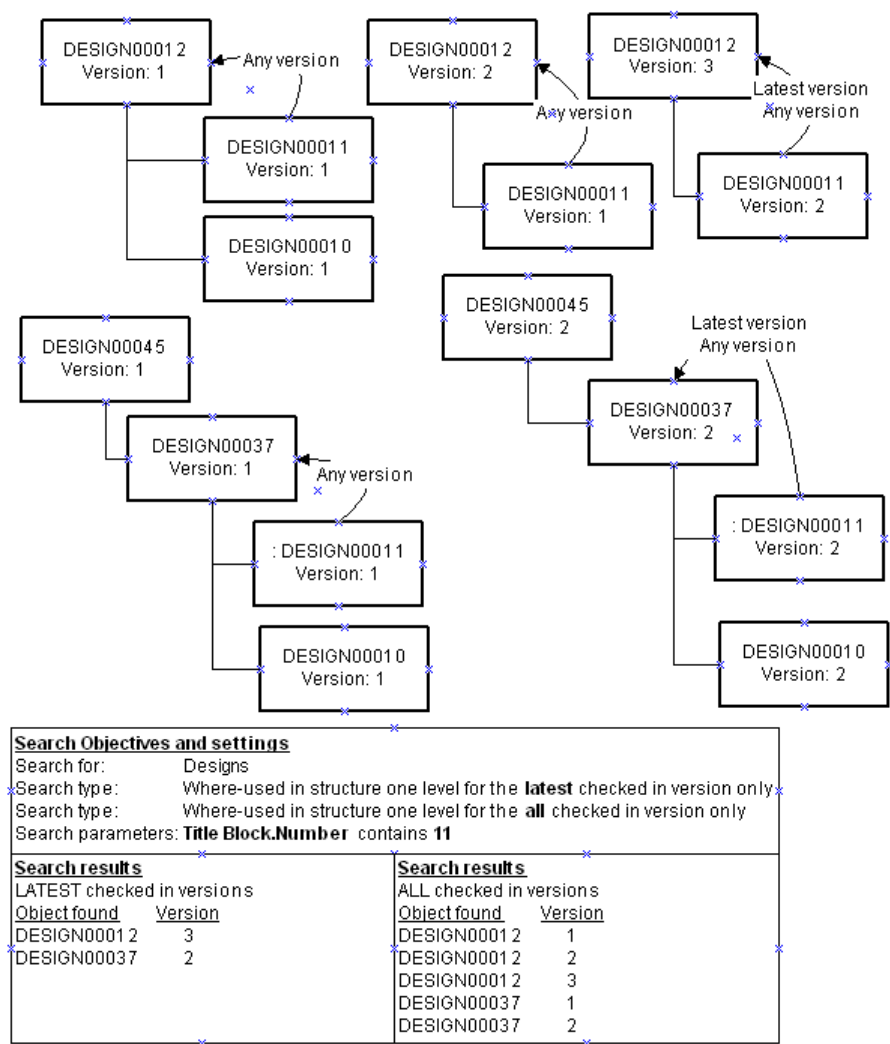 DESIGN00012
Version: 1
Any version
DESIGN00011
Version: 1
DESIGN00010
Version: 1
DESIGN00012
Version: 2
Any version
DESIGN00011
Version: 1
DESIGN00012
Version: 3
Latest version
Any version
DESIGN00011
Version: 2
DESIGN00045
Version: 1
DESIGN00037
Version: 1
Any version
: DESIGN00011
Version: 1
DESIGN00010
Version: 1
DESIGN00045
Version: 2
Latest version
Any version
DESIGN00037
Version: 2
: DESIGN00011
Version: 2
DESIGN00010
Version: 2
Search Objectives and settings
Search for: Designs
Search type: Where-used in structure one level for the latest checked in version only
Search type: Where-used in structure one level for the all checked in version only
Search parameters: Title Block.Number contains 11
Search results
LATEST checked in versions
Object found Version
DESIGN00012 3
DESIGN00037 2
Search results
ALL checked in versions
Object found Version
DESIGN00012 1
DESIGN00012 2
DESIGN00012 3
DESIGN00037 1
DESIGN00037 2